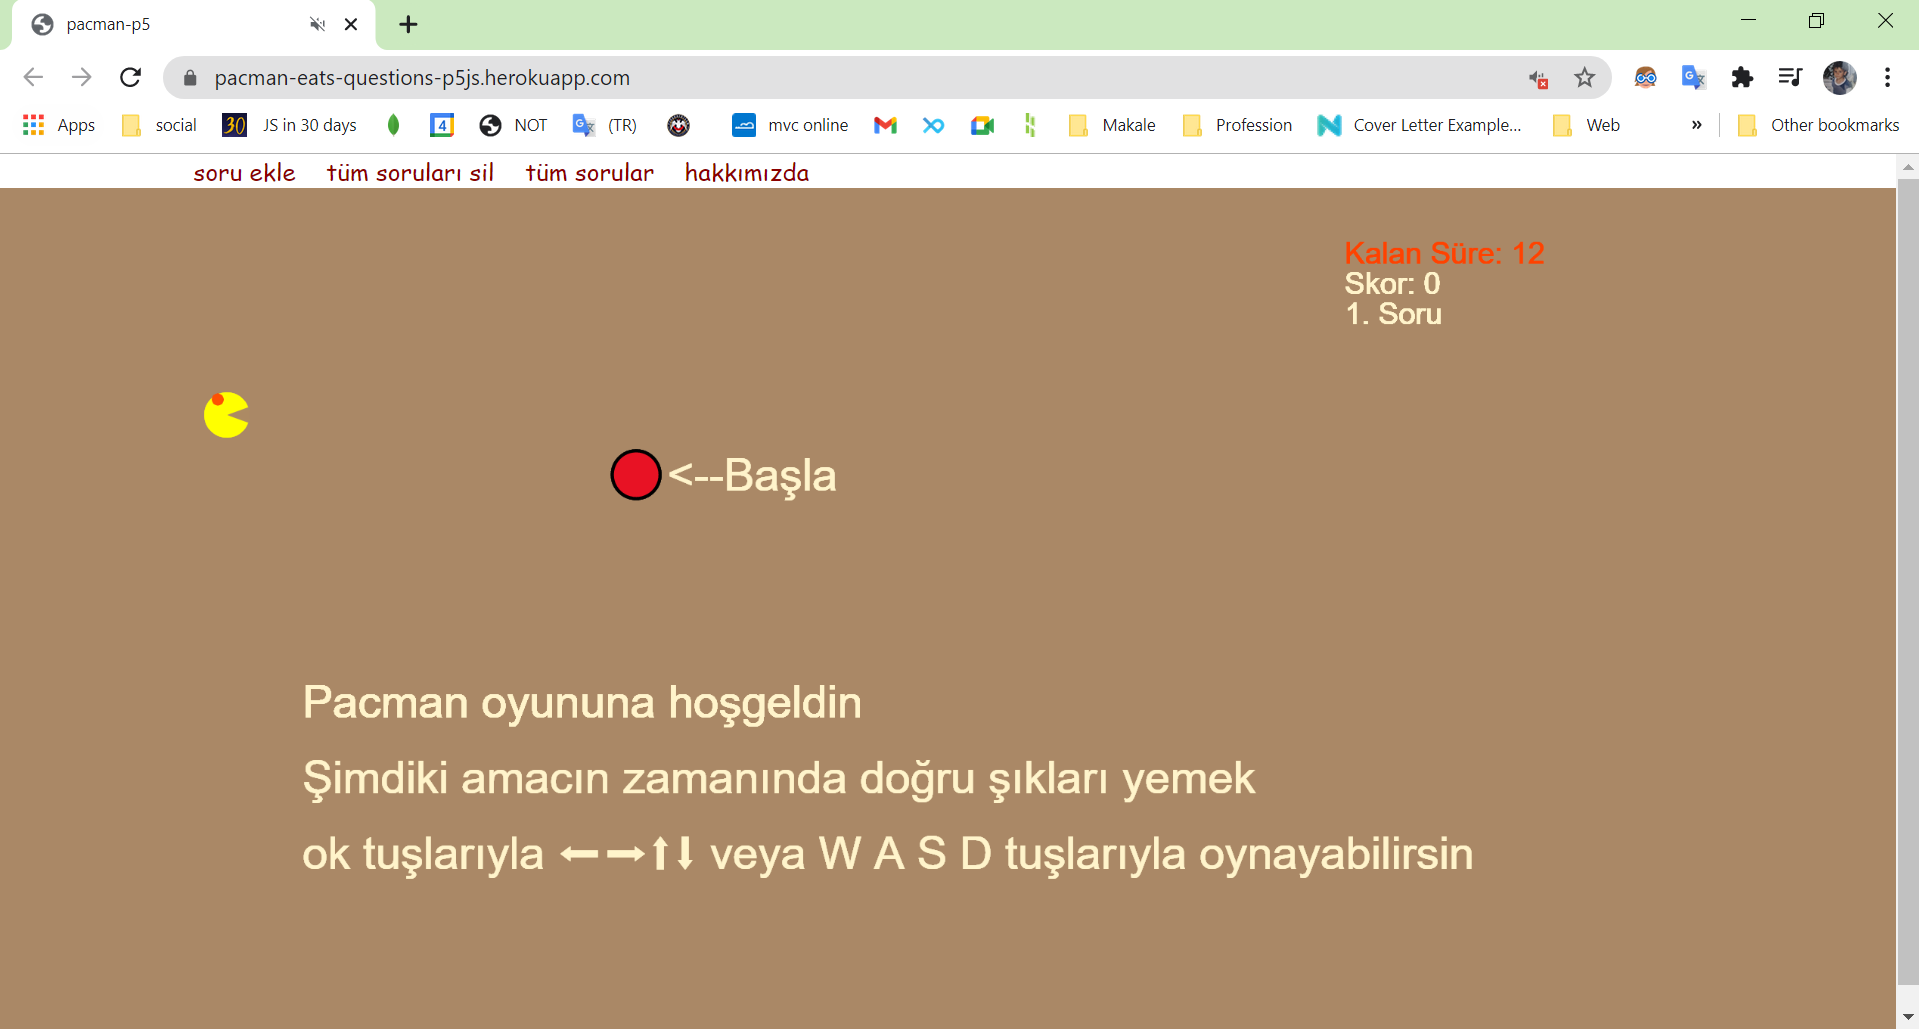 pacman-p5
pacman-eats-questions-p5js.herokuapp.com
Apps social 30 JS in 30 days 4 NOT (TR) mvc online Makale Profession Cover Letter Example... Web » Other bookmarks
soru ekle tüm soruları sil tüm sorular hakkımızda
Kalan Süre: 12
Skor: 0
1. Soru
<--Başla
Pacman oyununa hoşgeldin
Şimdiki amacın zamanında doğru şıkları yemek
ok tuşlarıyla ←→↑↓ veya W A S D tuşlarıyla oynayabilirsin